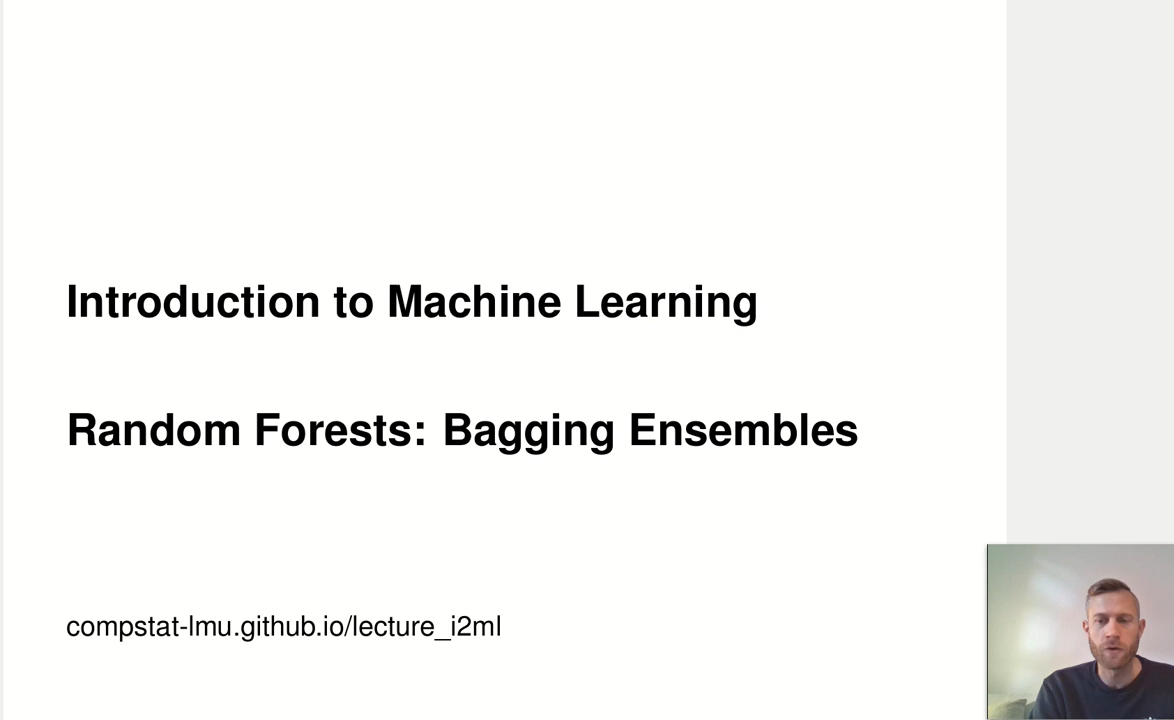 Introduction to Machine Learning
Random Forests: Bagging Ensembles
compstat-lmu.github.io/lecture_i2ml